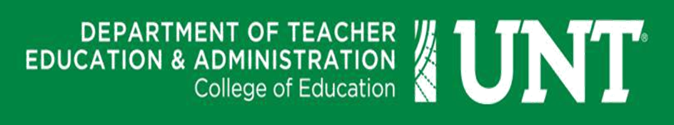 DEPARTMENT OF TEACHER
EDUCATION & ADMINISTRATION
College of Education
UNT®